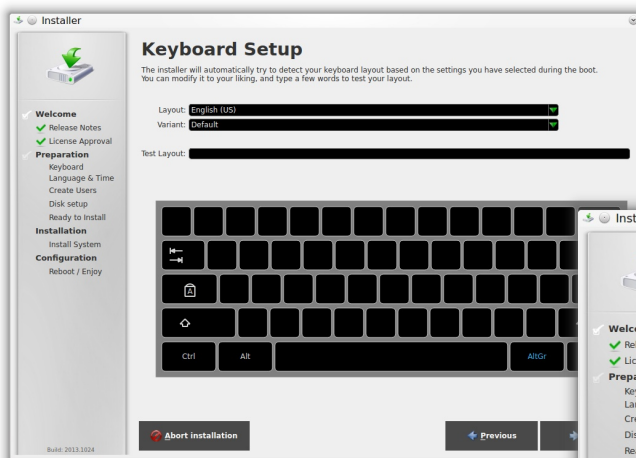 Installer
Keyboard Setup
The installer will automatically try to detect your keyboard layout based on the settings you have selected during the boot.
You can modify it to your liking, and type a few words to test your layout.
Layout: English (US)
Variant: Default
Test Layout:
Welcome
Release Notes
License Approval
Preparation
Keyboard
Language & Time
Create Users
Disk setup
Ready to Install
Installation
Install System
Configuration
Reboot / Enjoy
Build: 2013.1024
A
Ctrl
Alt
AltGr
Abort installation
Previous
Inst
Welco
Rel
Lic
Prepa
Key
Lan
Cre
Dis
Rea